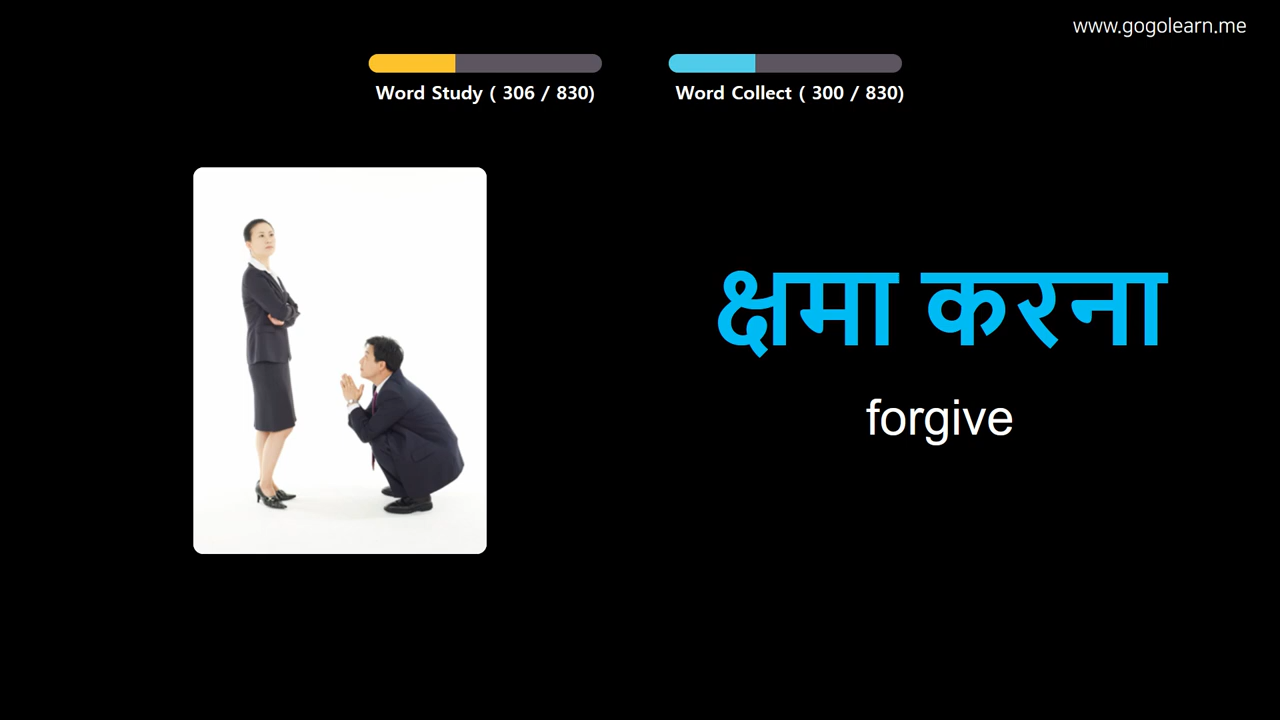 www.gogolearn.me
Word Study ( 306 / 830)
Word Collect ( 300 / 830)
क्षमा करना
forgive